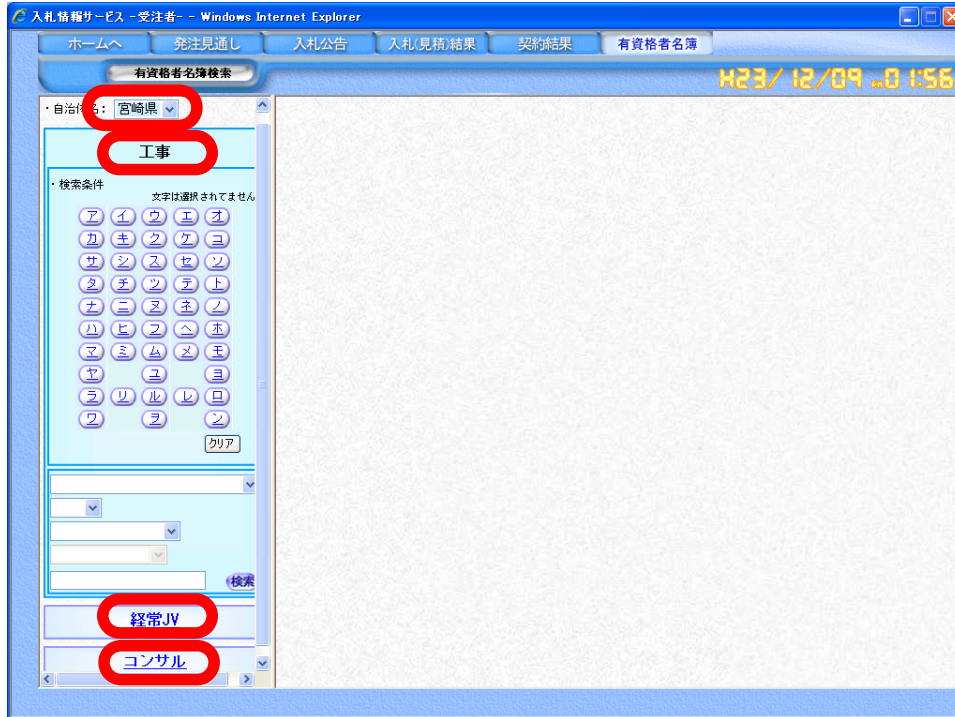 入札情報サービス -受注者- - Windows Internet Explorer
ホームへ 発注見通し 入札公告 入札(見積)結果 契約結果 有資格者名簿
有資格者名簿検索
H23/12/09 PM 01:56
・自治体名： 宮崎県
工事
・検索条件
文字は選択されてません
ア イ ウ エ オ
カ キ ク ケ コ
サ シ ス セ ソ
タ チ ツ テ ト
ナ ニ ヌ ネ ノ
ハ ヒ フ ヘ ホ
マ ミ ム メ モ
ヤ ユ ヨ
ラ リ ル レ ロ
ワ ヲ ン
クリア
検索
経常JV
コンサル